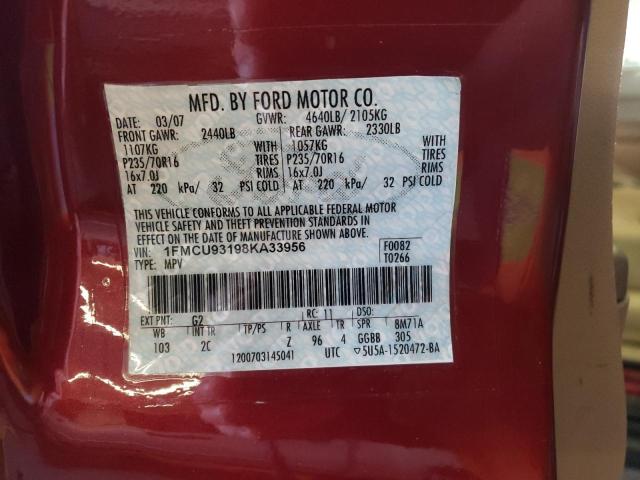 MFD. BY FORD MOTOR CO.
DATE: 03/07 GVWR: 4640LB/ 2105KG
FRONT GAWR: 2440LB REAR GAWR: 2330LB
1107KG WITH 1057KG WITH
P235/70R16 TIRES P235/70R16 TIRES
16x7.0J RIMS 16x7.0J RIMS
AT 220 kPa/ 32 PSI COLD AT 220 kPa/ 32 PSI COLD
THIS VEHICLE CONFORMS TO ALL APPLICABLE FEDERAL MOTOR
VEHICLE SAFETY AND THEFT PREVENTION STANDARDS IN
EFFECT ON THE DATE OF MANUFACTURE SHOWN ABOVE.
VIN: 1FMCU93198KA33956 F0082
TYPE: MPV T0266
EXT PNT: G2 RC: 11 DSO:
WB INT TR TP/PS R AXLE TR SPR 8M71A
103 2C Z 96 4 GGBB 305
1200703145041 UTC ▽5U5A-1520472-BA